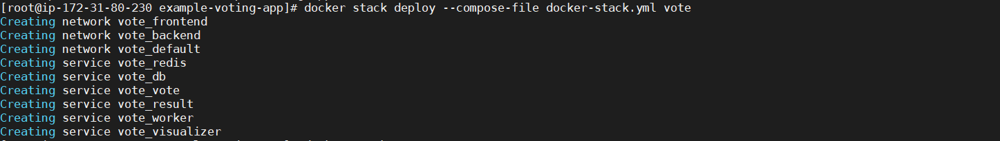 [root@ip-172-31-80-230 example-voting-app]# docker stack deploy --compose-file docker-stack.yml vote
Creating network vote_frontend
Creating network vote_backend
Creating network vote_default
Creating service vote_redis
Creating service vote_db
Creating service vote_vote
Creating service vote_result
Creating service vote_worker
Creating service vote_visualizer